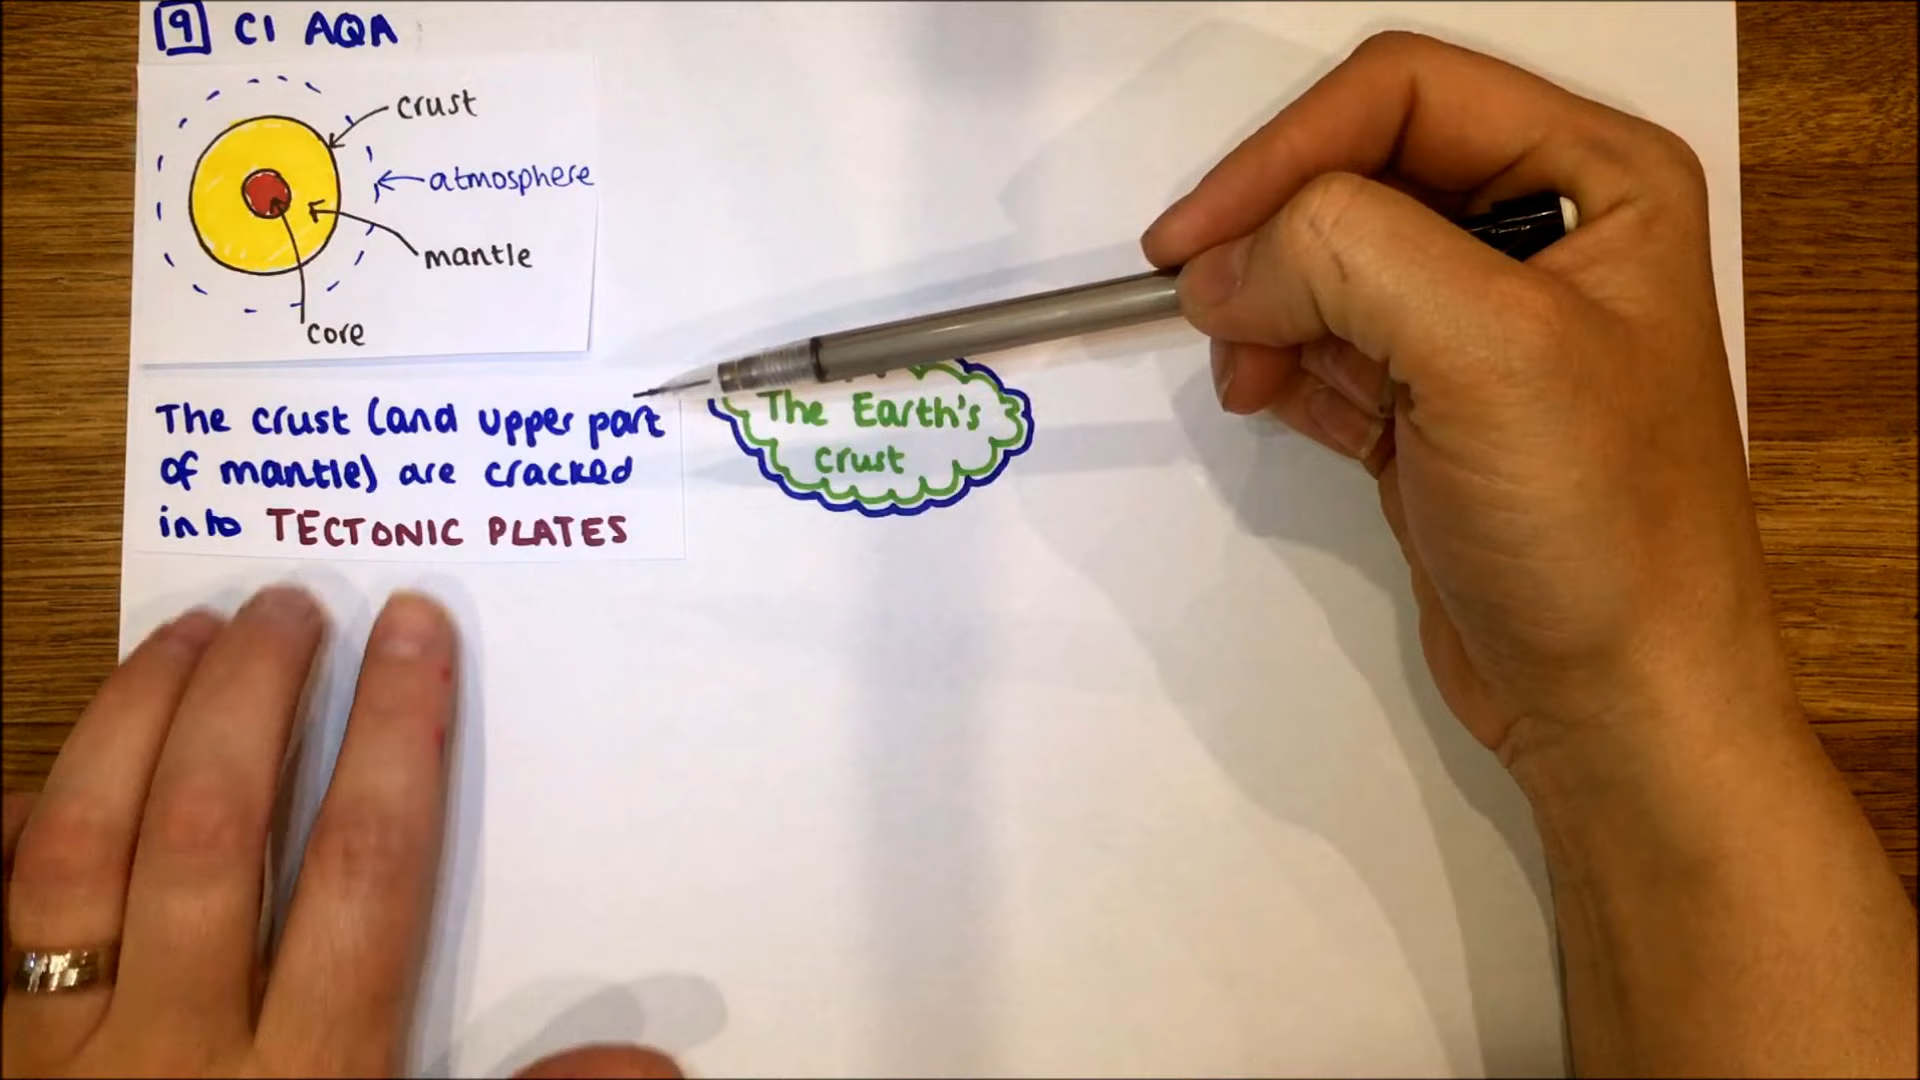 9 C1 AQA
crust
atmosphere
mantle
core
The crust (and upper part
of mantle) are cracked
into TECTONIC PLATES
The Earth's
crust